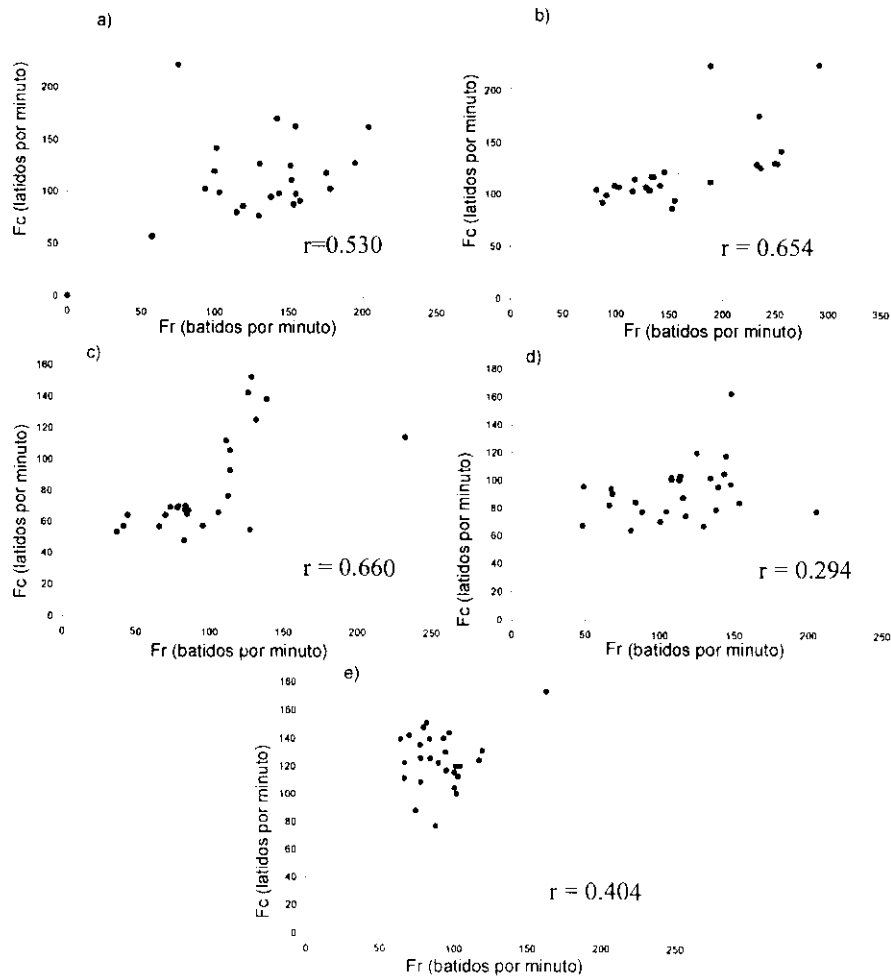 a)
Fc (latidos por minuto)
200
150
100
50
0
0 50 100 150 200 250
Fr (batidos por minuto)
r=0.530
b)
Fc (latidos por minuto)
200
150
100
50
0
0 50 100 150 200 250 300 350
Fr (batidos por minuto)
r = 0.654
c)
Fc (latidos por minuto)
160
140
120
100
80
60
40
20
0
0 50 100 150 200 250
Fr (batidos por minuto)
r = 0.660
d)
Fc (latidos por minuto)
180
160
140
120
100
80
60
40
20
0
0 50 100 150 200 250
Fr (batidos por minuto)
r = 0.294
e)
Fc (latidos por minuto)
180
160
140
120
100
80
60
40
20
0
0 50 100 150 200 250
Fr (batidos por minuto)
r = 0.404